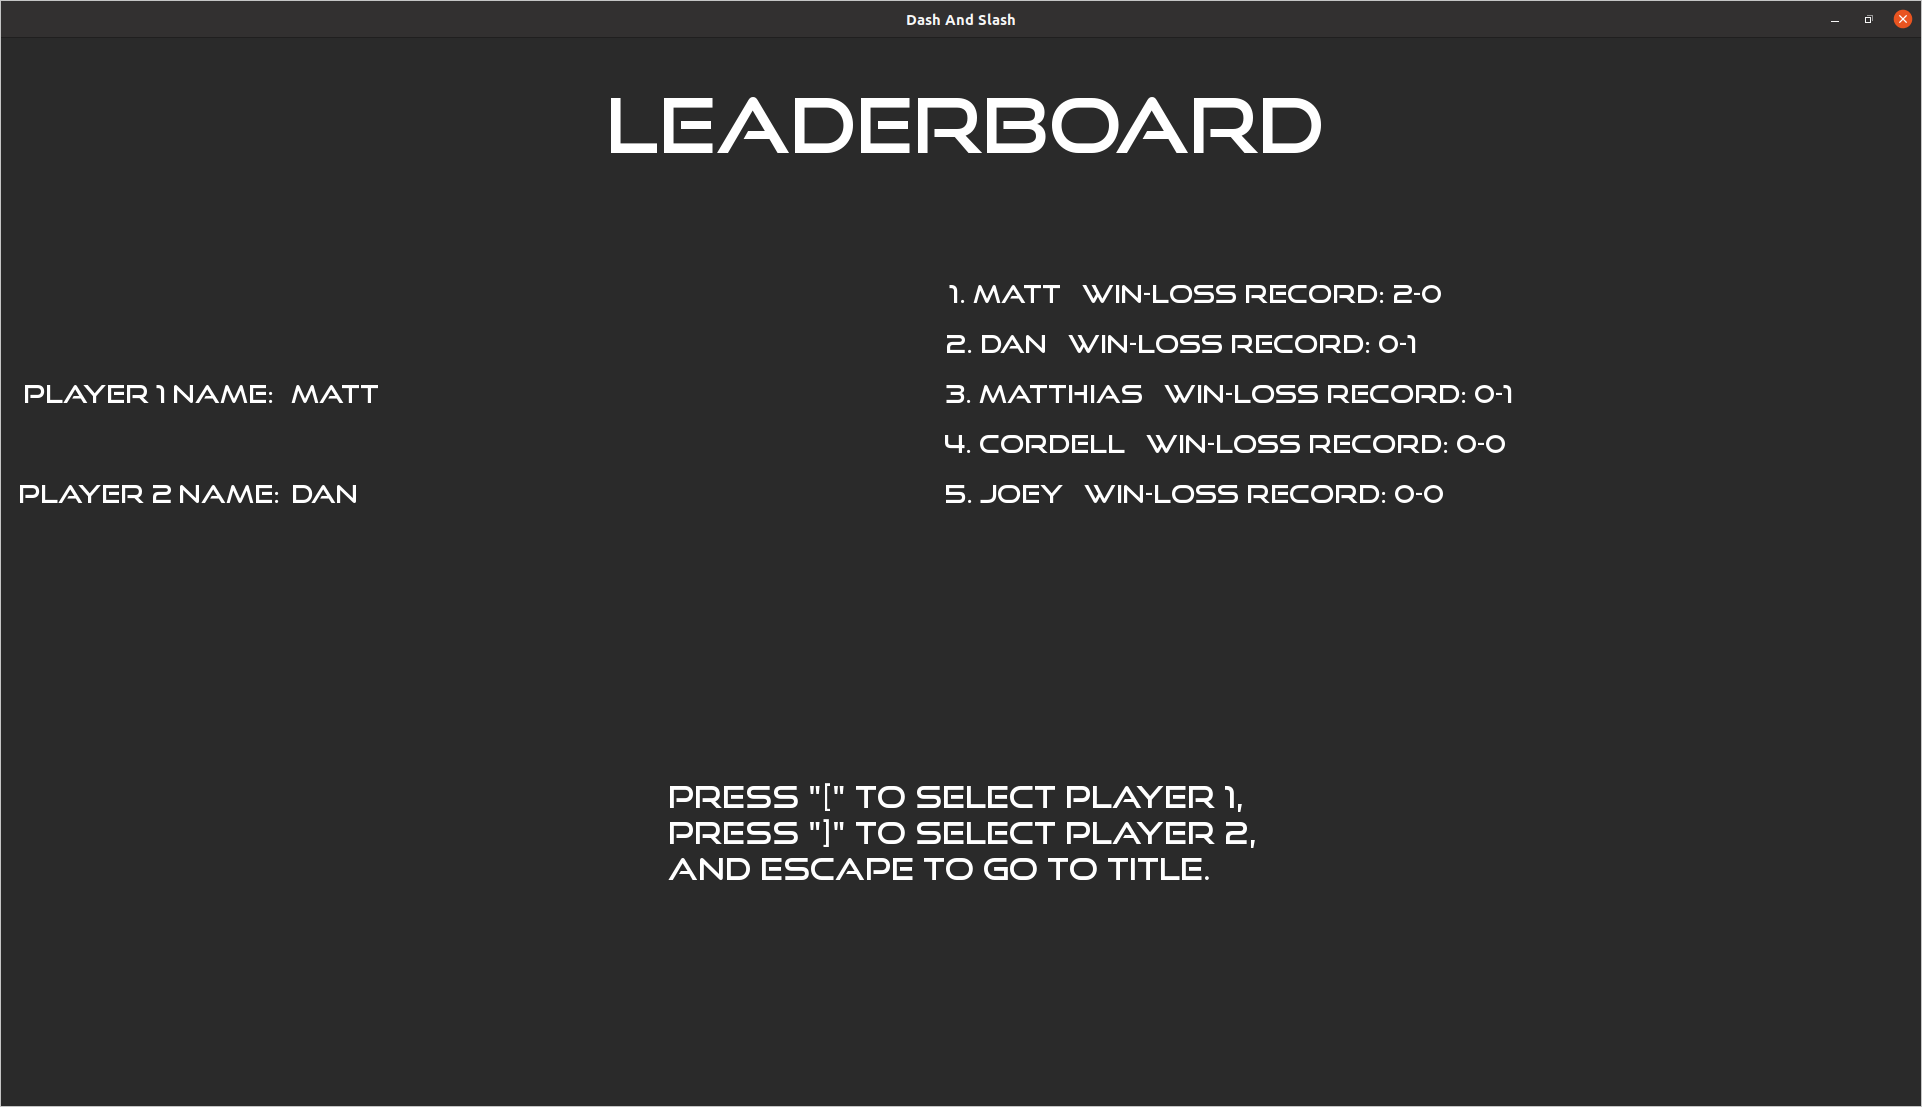 Dash And Slash
LEADERBOARD
1. MATT WIN-LOSS RECORD: 2-0
2. DAN WIN-LOSS RECORD: 0-1
PLAYER 1 NAME: MATT
3. MATTHIAS WIN-LOSS RECORD: 0-1
4. CORDELL WIN-LOSS RECORD: 0-0
PLAYER 2 NAME: DAN
5. JOEY WIN-LOSS RECORD: 0-0
PRESS "[" TO SELECT PLAYER 1,
PRESS "]" TO SELECT PLAYER 2,
AND ESCAPE TO GO TO TITLE.